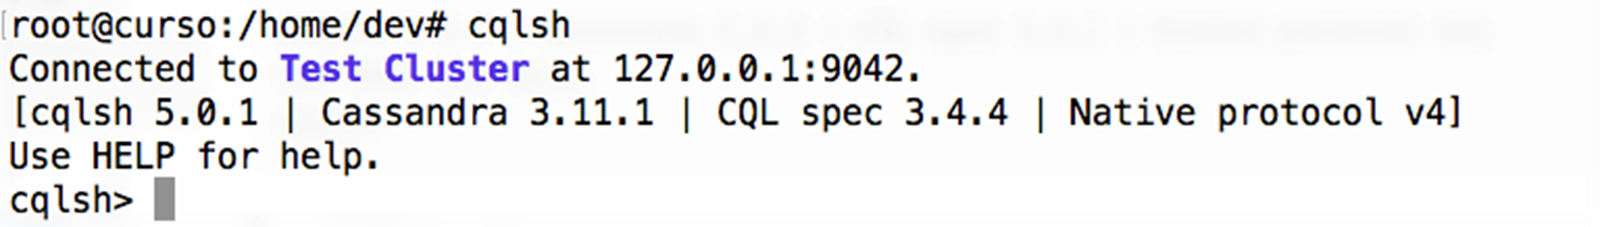 [root@curso:/home/dev# cqlsh
Connected to Test Cluster at 127.0.0.1:9042.
[cqlsh 5.0.1 | Cassandra 3.11.1 | CQL spec 3.4.4 | Native protocol v4]
Use HELP for help.
cqlsh>